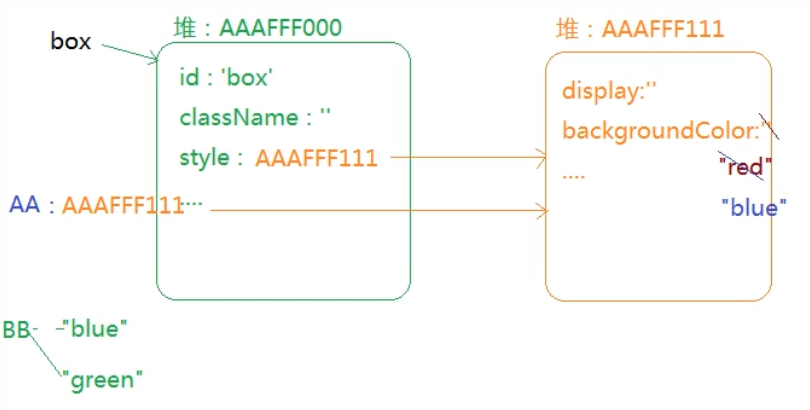 堆：AAAFFF000
堆：AAAFFF111
box
id : 'box'
className : ''
style : AAAFFF111
....
display:''
backgroundColor:''
"red"
....
"blue"
AA : AAAFFF111
BB
"blue"
"green"